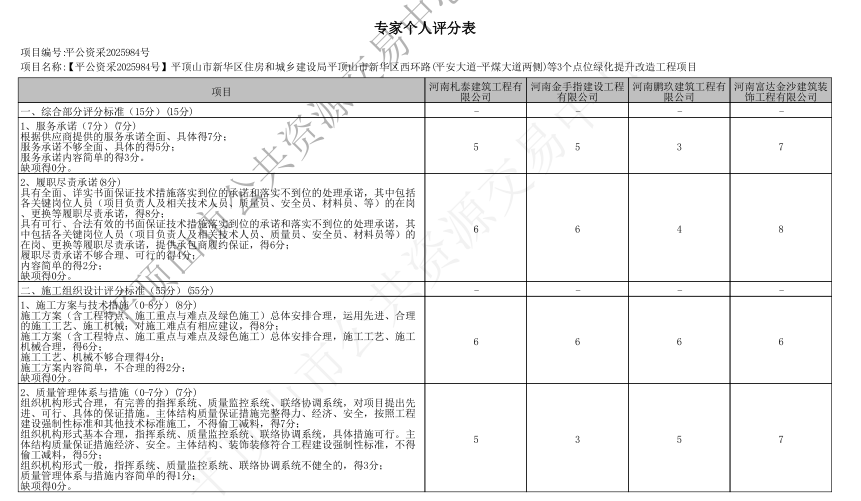 专家个人评分表
项目编号:平公资采2025984号
项目名称:【平公资采2025984号】平顶山市新华区住房和城乡建设局平顶山市新华区西环路(平安大道-平煤大道两侧)等3个点位绿化提升改造工程项目
项目 河南札泰建筑工程有限公司 河南金手指建设工程有限公司 河南鹏玖建筑工程有限公司 河南富达金沙建筑装饰工程有限公司
一、综合部分评分标准（15分）(15分) - - - -
1、服务承诺（7分）(7分)
根据供应商提供的服务承诺全面、具体得7分；
服务承诺不够全面、具体的得5分；
服务承诺内容简单的得3分。
缺项得0分。
5 5 3 7
2、履职尽责承诺(8分)
具有全面、详实书面保证技术措施落实到位的承诺和落实不到位的处理承诺，其中包括
各关键岗位人员（项目负责人及相关技术人员、质量员、安全员、材料员、等）的在岗
、更换等履职尽责承诺，得8分；
具有可行、合法有效的书面保证技术措施落实到位的承诺和落实不到位的处理承诺，其
中包括各关键岗位人员（项目负责人及相关技术人员、质量员、安全员、材料员等）的
在岗、更换等履职尽责承诺，提供承包商履约保证，得6分；
履职尽责承诺不够合理、可行的得4分；
内容简单的得2分；
缺项得0分。
6 6 4 8
二、施工组织设计评分标准（55分）(55分) - - - -
1、施工方案与技术措施（0-8分）(8分)
施工方案（含工程特点、施工重点与难点及绿色施工）总体安排合理，运用先进、合理
的施工工艺、施工机械；对施工难点有相应建议，得8分；
施工方案（含工程特点、施工重点与难点及绿色施工）总体安排合理，施工工艺、施工
机械合理，得6分；
施工工艺、机械不够合理得4分；
施工方案内容简单，不合理的得2分；
缺项得0分。
6 6 6 6
2、质量管理体系与措施（0-7分）(7分)
组织机构形式合理，有完善的指挥系统、质量监控系统、联络协调系统，对项目提出先
进、可行、具体的保证措施。主体结构质量保证措施完整得力、经济、安全，按照工程
建设强制性标准和其他技术标准施工，不得偷工减料，得7分；
组织机构形式基本合理，指挥系统、质量监控系统、联络协调系统，具体措施可行。主
体结构质量保证措施经济、安全。主体结构、装饰装修符合工程建设强制性标准，不得
偷工减料，得5分；
组织机构形式一般，指挥系统、质量监控系统、联络协调系统不健全的，得3分；
质量管理体系与措施内容简单的得1分；
缺项得0分。
5 3 5 7
平顶山市公共资源交易中心